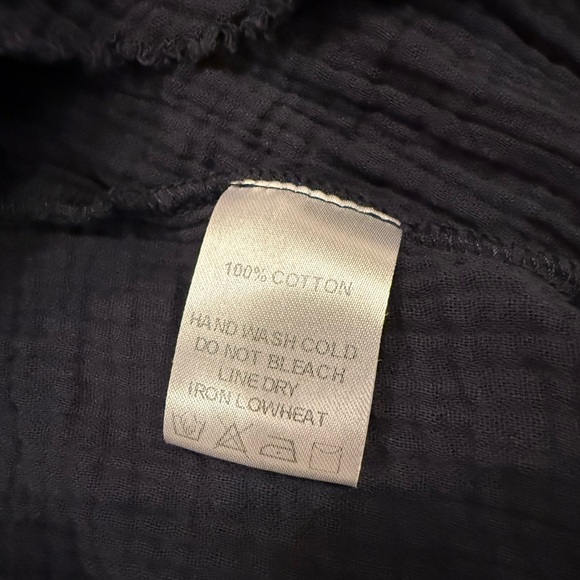 100% COTTON
HAND WASH COLD
DO NOT BLEACH
LINE DRY
IRON LOWHEAT